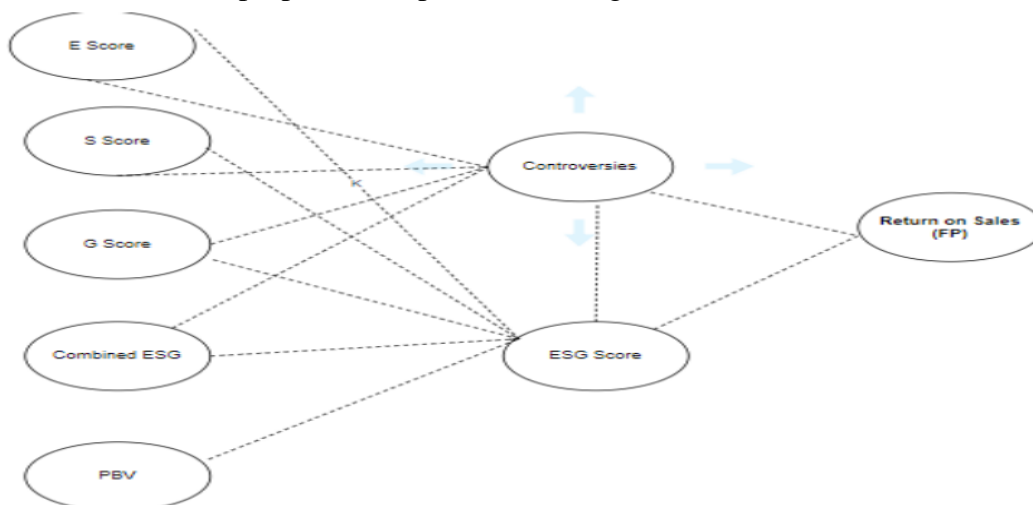 E Score
S Score
G Score
Combined ESG
PBV
Controversies
ESG Score
Return on Sales
(FP)